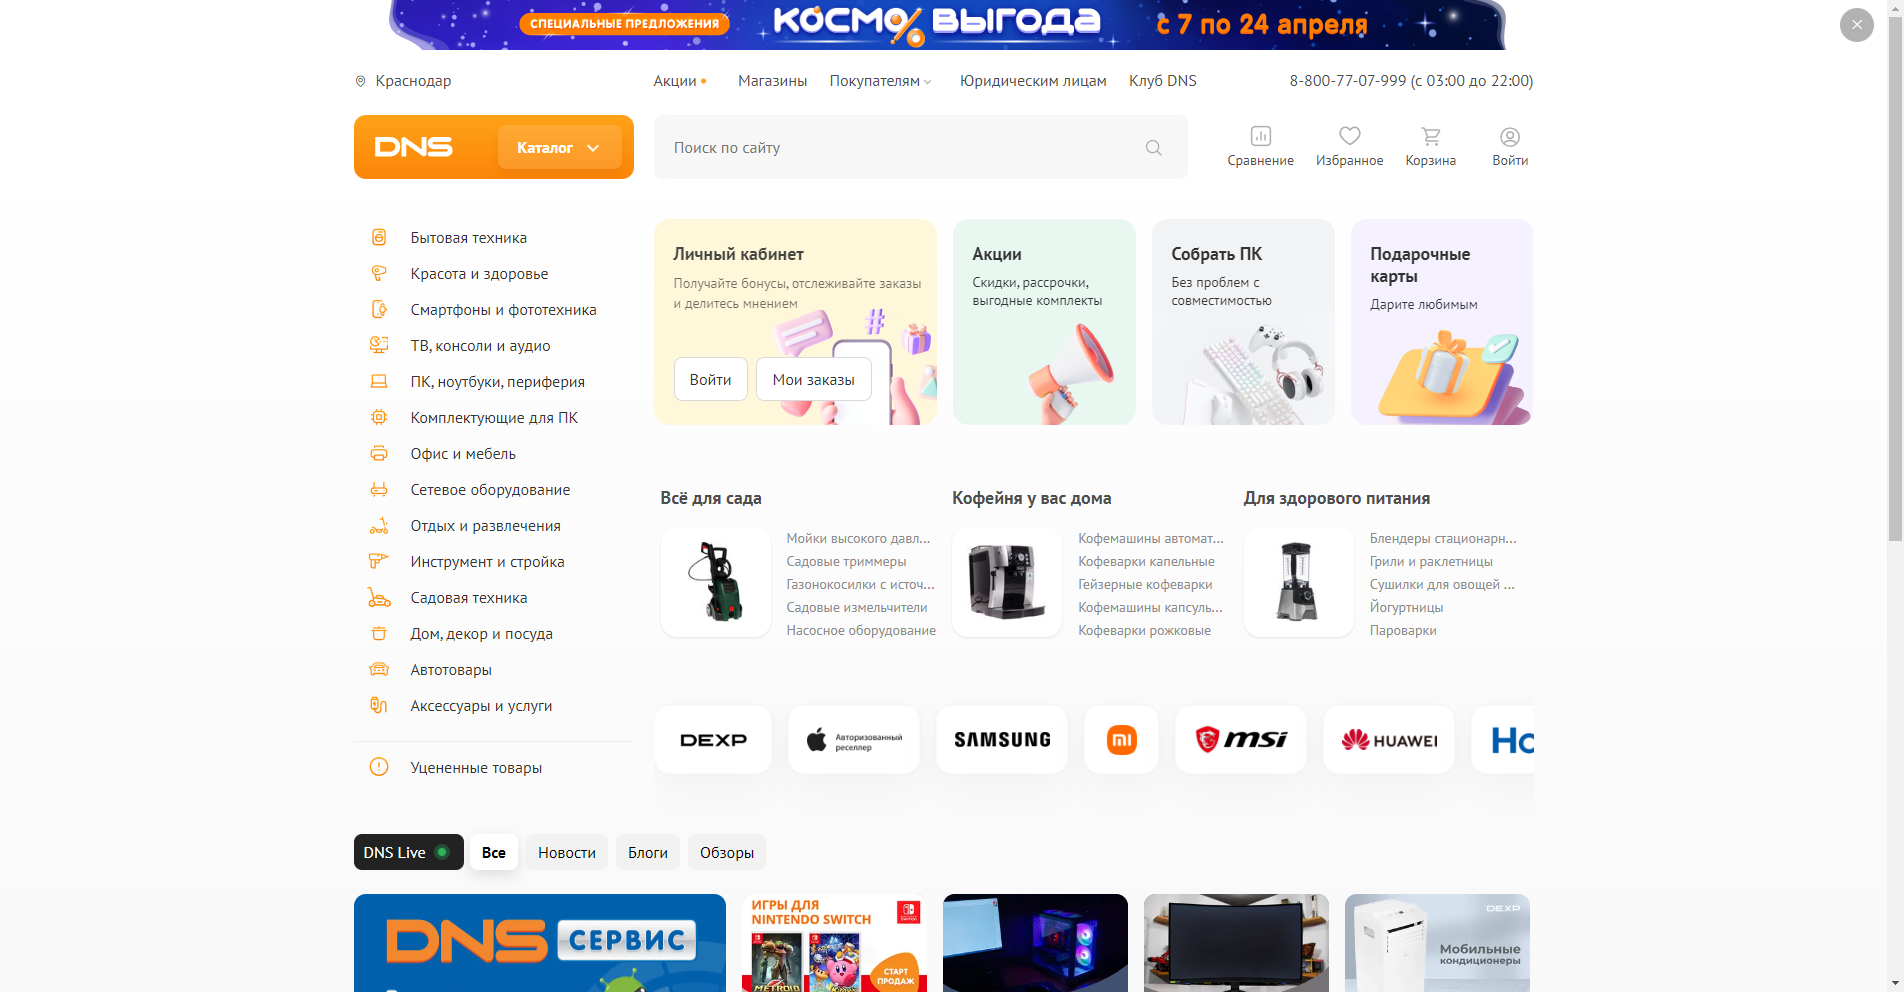 СПЕЦИАЛЬНЫЕ ПРЕДЛОЖЕНИЯ
КОСМО ВЫГОДА
с 7 по 24 апреля
Краснодар
Акции
Магазины
Покупателям
Юридическим лицам
Клуб DNS
8-800-77-07-999 (с 03:00 до 22:00)
DNS
Каталог
Поиск по сайту
Сравнение
Избранное
Корзина
Войти
Бытовая техника
Красота и здоровье
Смартфоны и фототехника
ТВ, консоли и аудио
ПК, ноутбуки, периферия
Комплектующие для ПК
Офис и мебель
Сетевое оборудование
Отдых и развлечения
Инструмент и стройка
Садовая техника
Дом, декор и посуда
Автотовары
Аксессуары и услуги
Уцененные товары
Личный кабинет
Получайте бонусы, отслеживайте заказы
и делитесь мнением
Войти
Мои заказы
Акции
Скидки, рассрочки,
выгодные комплекты
Собрать ПК
Без проблем с
совместимостью
Подарочные
карты
Дарите любимым
Всё для сада
Мойки высокого давл...
Садовые триммеры
Газонокосилки с источ...
Садовые измельчители
Насосное оборудование
Кофейня у вас дома
Кофемашины автомат...
Кофеварки капельные
Гейзерные кофеварки
Кофемашины капсуль...
Кофеварки рожковые
Для здорового питания
Блендеры стационарн...
Грили и раклетницы
Сушилки для овощей ...
Йогуртницы
Пароварки
DEXP
Авторизованный
реселлер
SAMSUNG
mi
msi
HUAWEI
DNS Live
Все
Новости
Блоги
Обзоры
DNS СЕРВИС
ИГРЫ ДЛЯ
NINTENDO SWITCH
METROID
СТАРТ
ПРОДАЖ
DEXP
Мобильные
кондиционеры